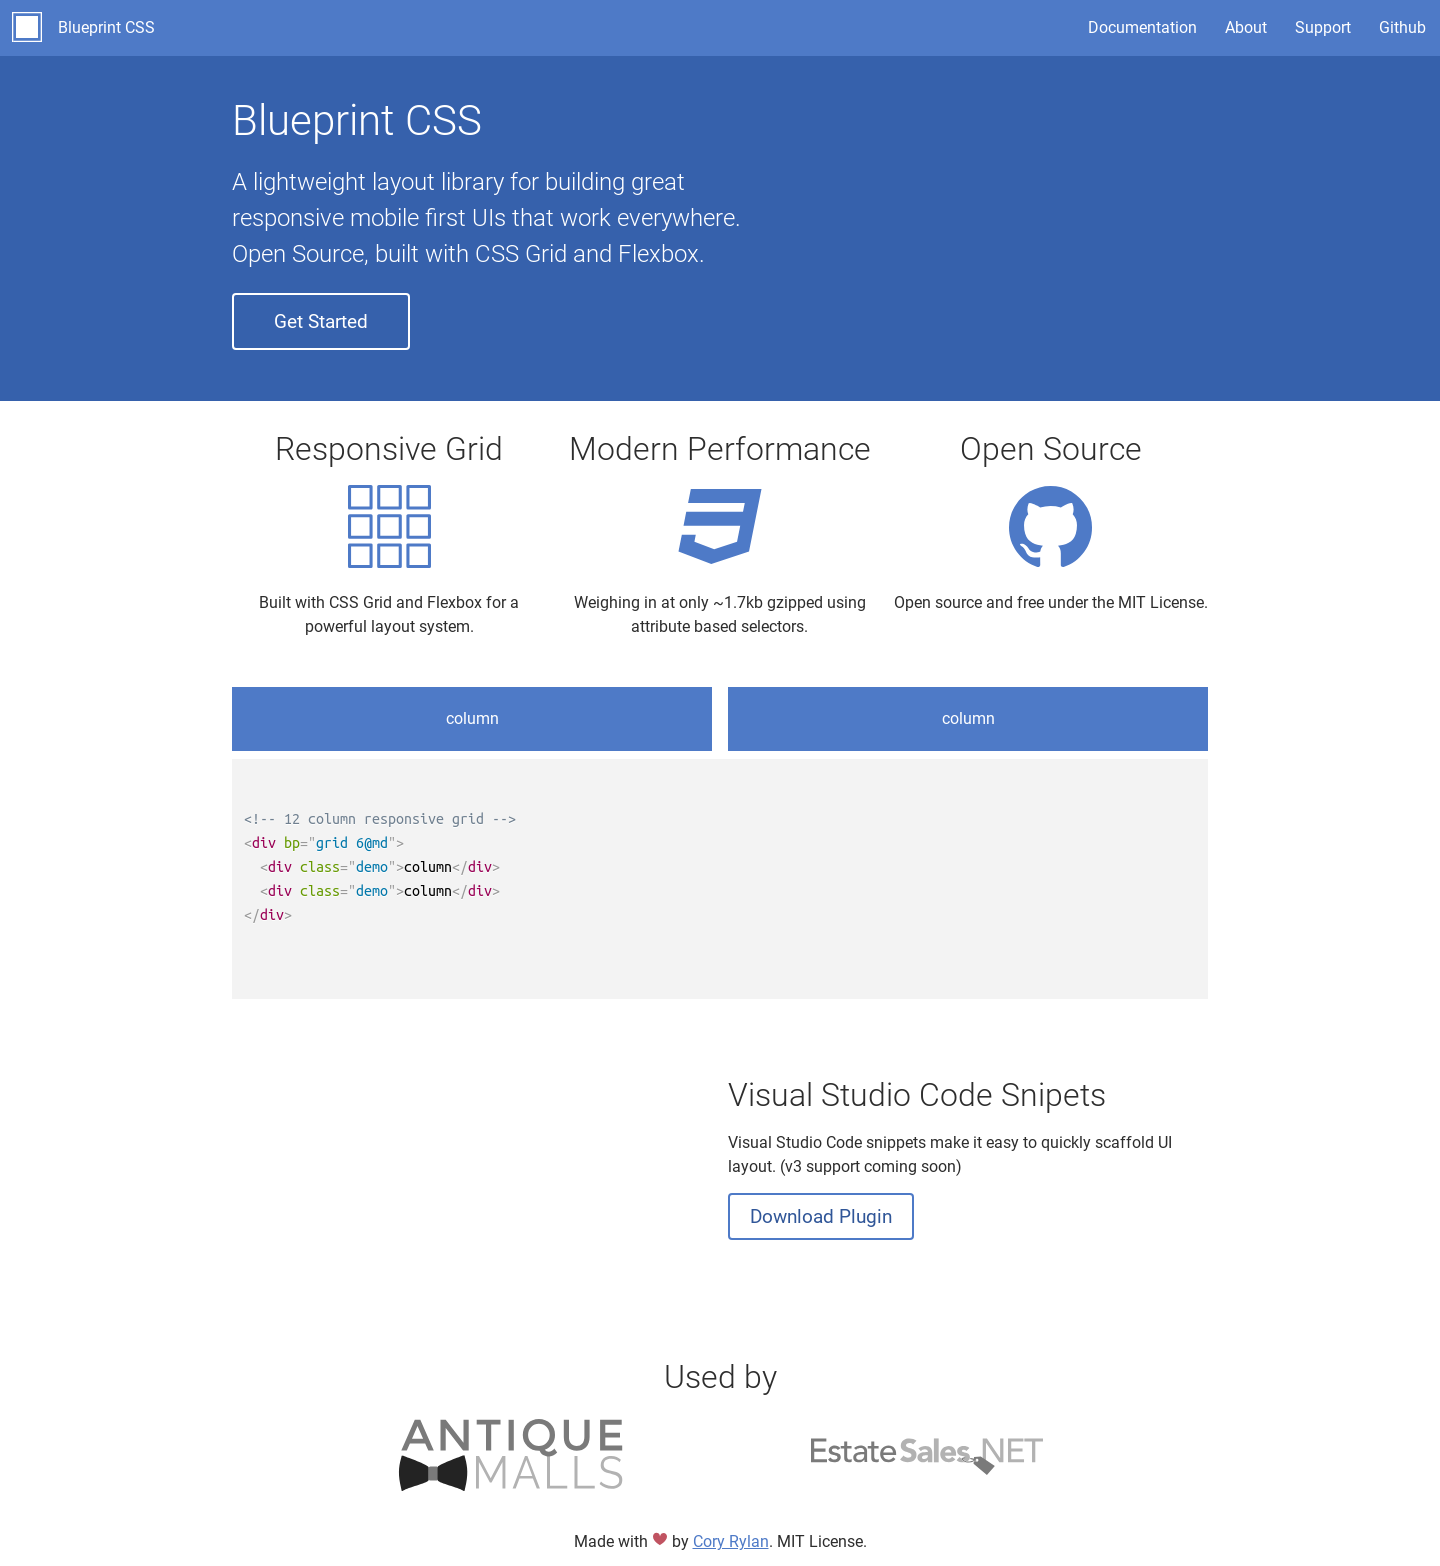 Blueprint CSS
Documentation About Support Github
Blueprint CSS
A lightweight layout library for building great
responsive mobile first UIs that work everywhere.
Open Source, built with CSS Grid and Flexbox.
Get Started
Responsive Grid
Built with CSS Grid and Flexbox for a
powerful layout system.
Modern Performance
Weighing in at only ~1.7kb gzipped using
attribute based selectors.
Open Source
Open source and free under the MIT License.
column
column
<!-- 12 column responsive grid -->
<div bp="grid 6@md">
  <div class="demo">column</div>
  <div class="demo">column</div>
</div>
Visual Studio Code Snipets
Visual Studio Code snippets make it easy to quickly scaffold UI
layout. (v3 support coming soon)
Download Plugin
Used by
ANTIQUE
MALLS
EstateSales.NET
Made with ♥ by Cory Rylan. MIT License.